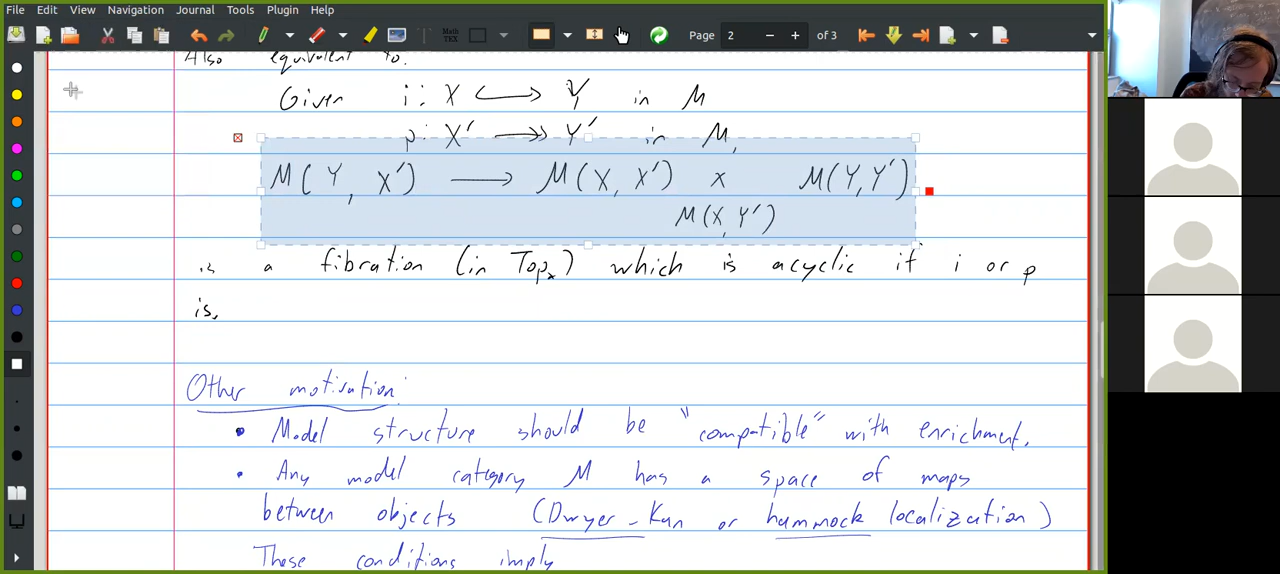 File Edit View Navigation Journal Tools Plugin Help
Math TEX Page 2 of 3
Also equivalent to:
Given i: X ↪ Y in M
p: X' ↠ Y' in M,
M(Y, X') → M(X, X') × M(Y, Y')
M(X, Y')
is a fibration (in Top*) which is acyclic if i or p
is.
Other motivation:
• Model structure should be "compatible" with enrichment.
• Any model category M has a space of maps
between objects (Dwyer-Kan or hammock localization)
These conditions imply